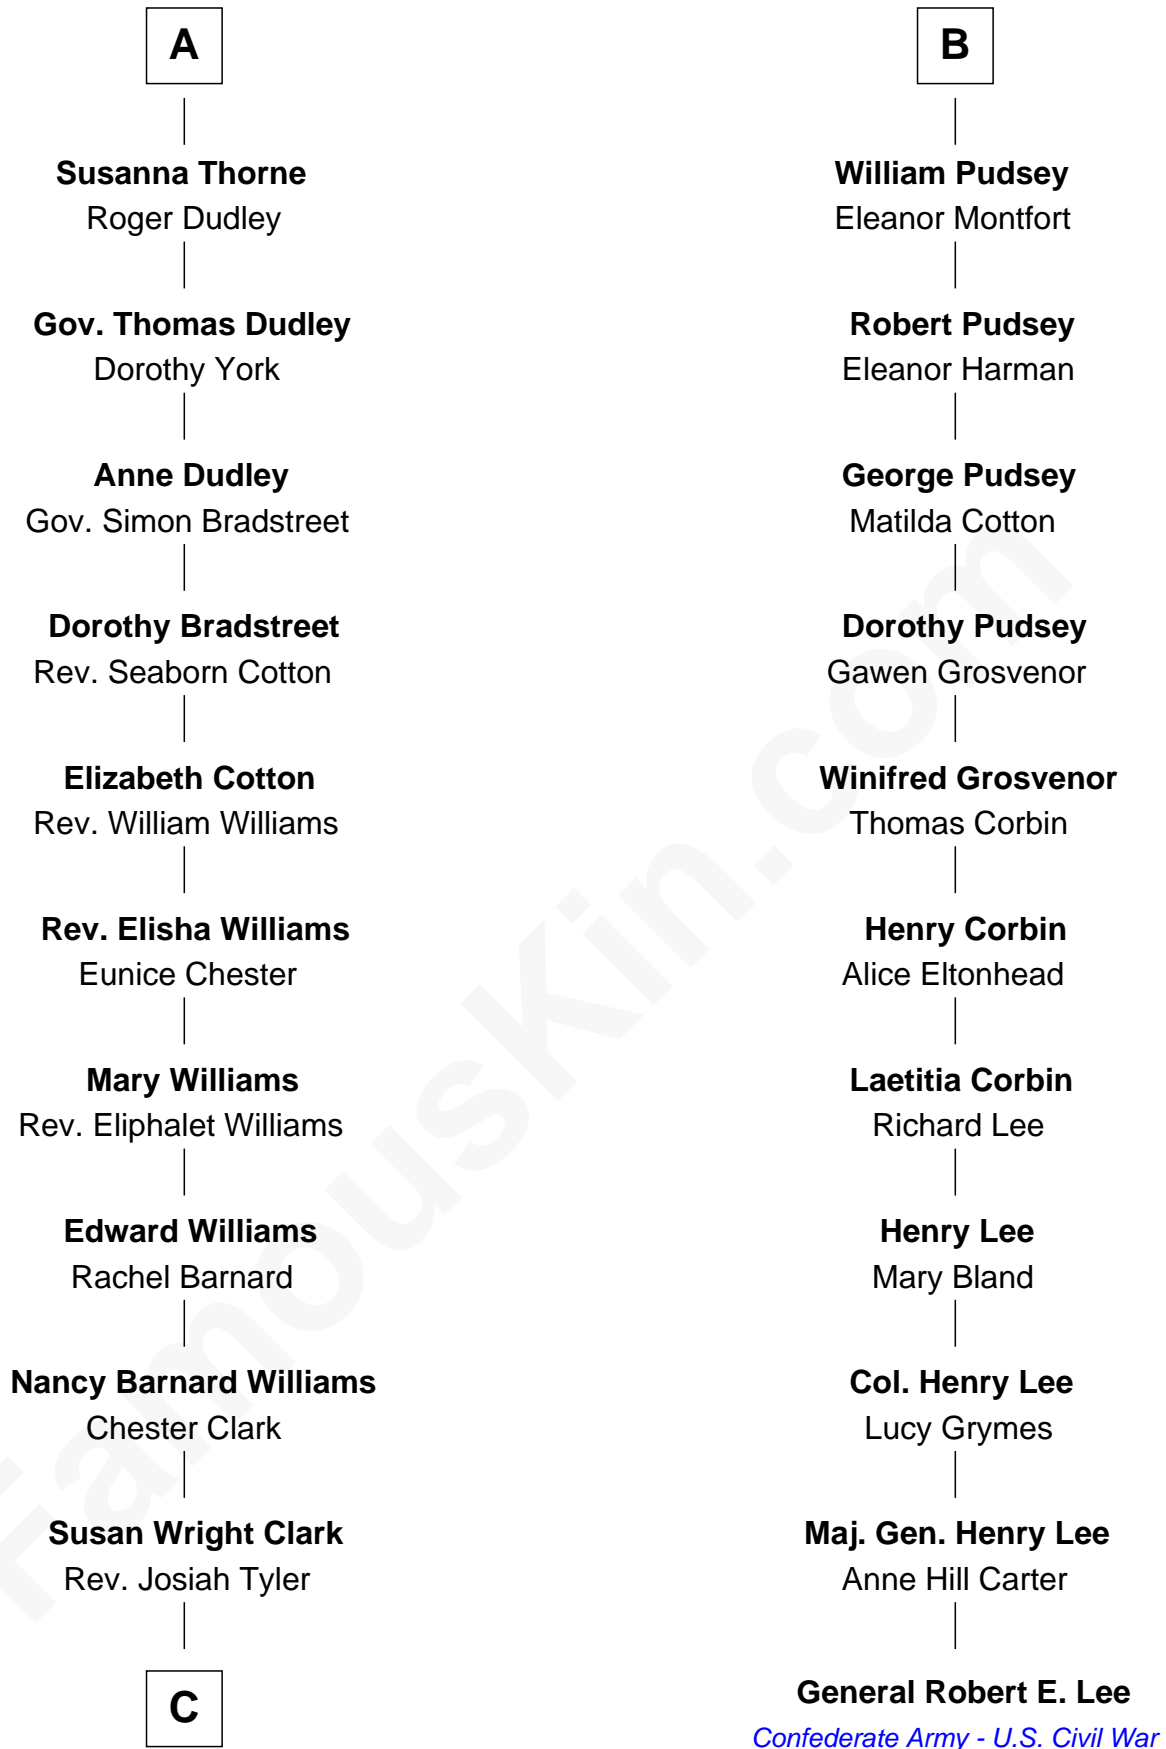 A
Susanna Thorne
Roger Dudley
Gov. Thomas Dudley
Dorothy York
Anne Dudley
Gov. Simon Bradstreet
Dorothy Bradstreet
Rev. Seaborn Cotton
Elizabeth Cotton
Rev. William Williams
Rev. Elisha Williams
Eunice Chester
Mary Williams
Rev. Eliphalet Williams
Edward Williams
Rachel Barnard
Nancy Barnard Williams
Chester Clark
Susan Wright Clark
Rev. Josiah Tyler
C
B
William Pudsey
Eleanor Montfort
Robert Pudsey
Eleanor Harman
George Pudsey
Matilda Cotton
Dorothy Pudsey
Gawen Grosvenor
Winifred Grosvenor
Thomas Corbin
Henry Corbin
Alice Eltonhead
Laetitia Corbin
Richard Lee
Henry Lee
Mary Bland
Col. Henry Lee
Lucy Grymes
Maj. Gen. Henry Lee
Anne Hill Carter
General Robert E. Lee
Confederate Army - U.S. Civil War
FamousKin.com